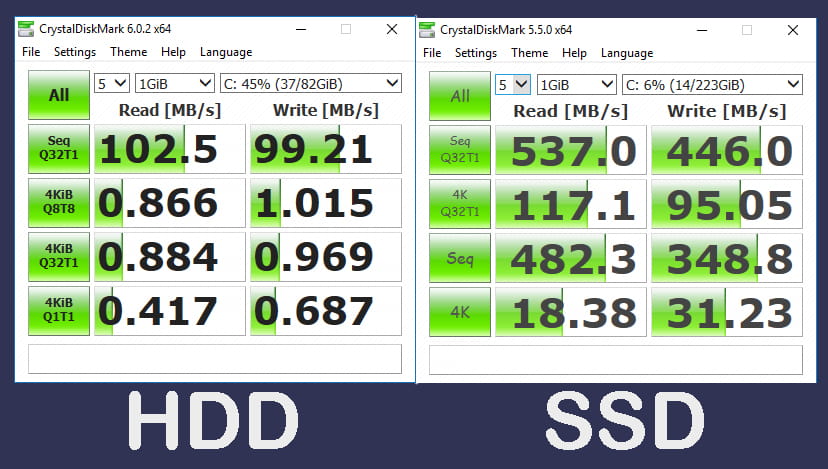 CrystalDiskMark 6.0.2 x64
File Settings Theme Help Language
All 5 1GiB C: 45% (37/82GiB)
Read [MB/s] Write [MB/s]
Seq
Q32T1 102.5 99.21
4KiB
Q8T8 0.866 1.015
4KiB
Q32T1 0.884 0.969
4KiB
Q1T1 0.417 0.687
HDD
CrystalDiskMark 5.5.0 x64
File Settings Theme Help Language
All 5 1GiB C: 6% (14/223GiB)
Read [MB/s] Write [MB/s]
Seq
Q32T1 537.0 446.0
4K
Q32T1 117.1 95.05
Seq 482.3 348.8
4K 18.38 31.23
SSD